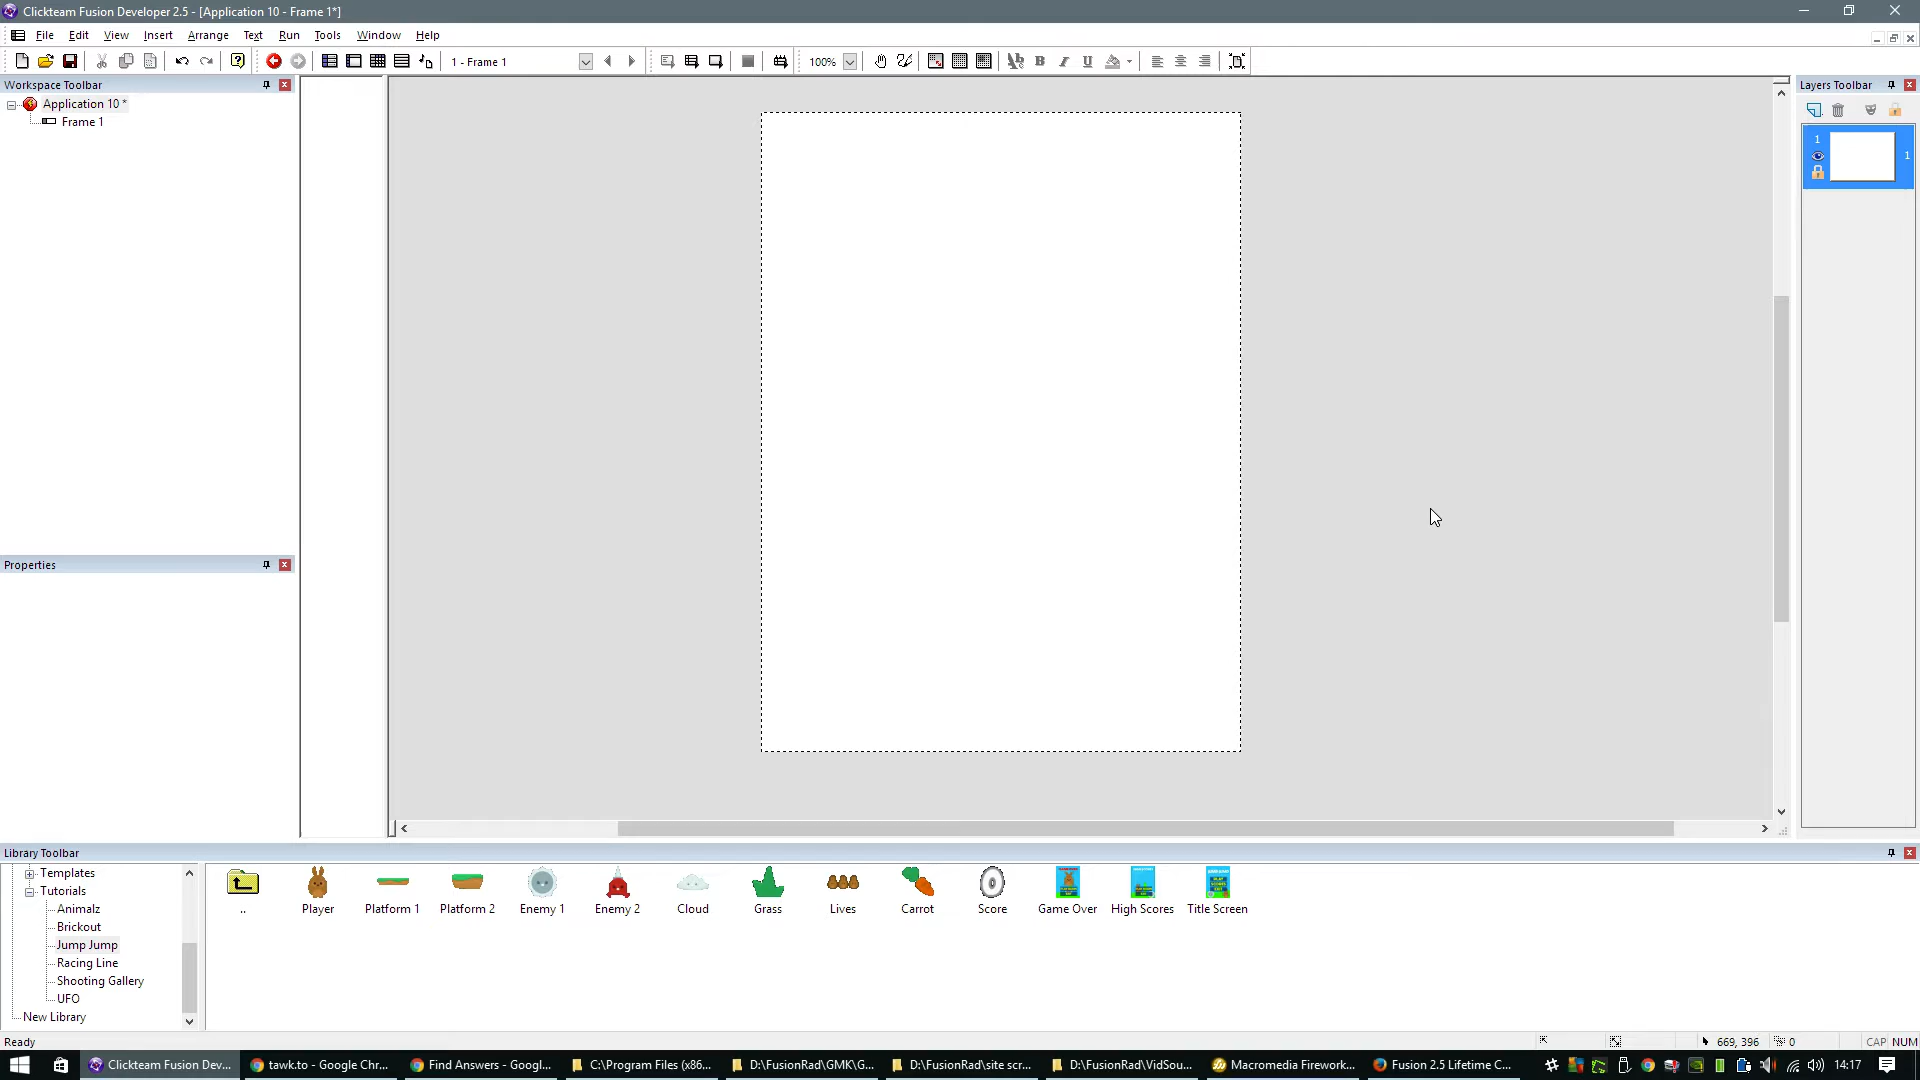 Clickteam Fusion Developer 2.5 - [Application 10 - Frame 1*]
File Edit View Insert Arrange Text Run Tools Window Help
1 - Frame 1
100%
Workspace Toolbar
Application 10 *
Frame 1
Properties
Layers Toolbar
1
1
Library Toolbar
Templates
Tutorials
Animalz
Brickout
Jump Jump
Racing Line
Shooting Gallery
UFO
New Library
.. Player Platform 1 Platform 2 Enemy 1 Enemy 2 Cloud Grass Lives Carrot Score Game Over High Scores Title Screen
Ready
669, 396 0 CAP NUM
Clickteam Fusion Dev... tawk.to - Google Chr... Find Answers - Googl... C:\Program Files (x86... D:\FusionRad\GMK\G... D:\FusionRad\site scr... D:\FusionRad\VidSou... Macromedia Firework... Fusion 2.5 Lifetime C... 14:17